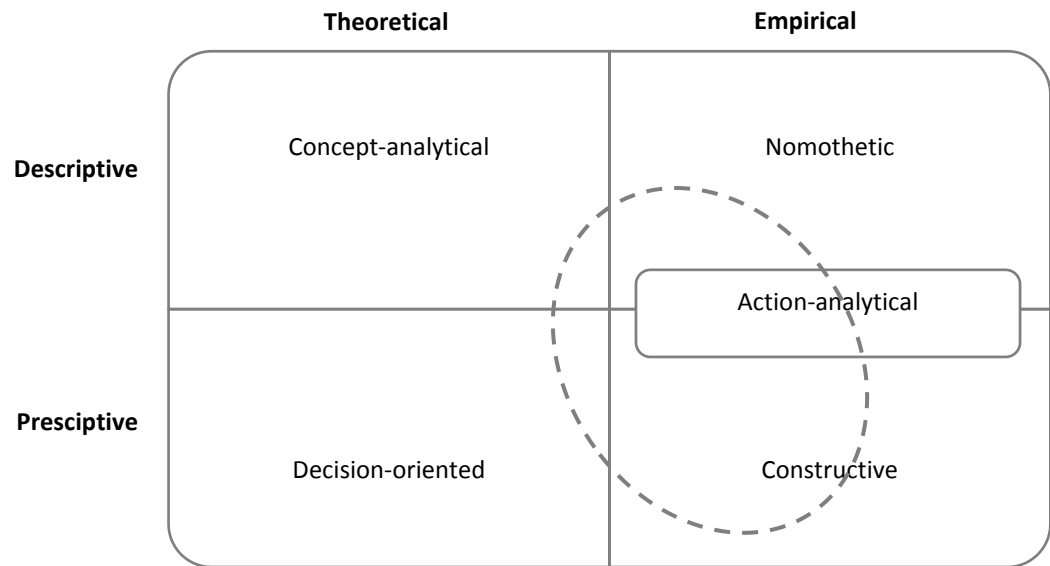 Theoretical
Empirical
Concept-analytical
Nomothetic
Descriptive
Action-analytical
Presciptive
Decision-oriented
Constructive